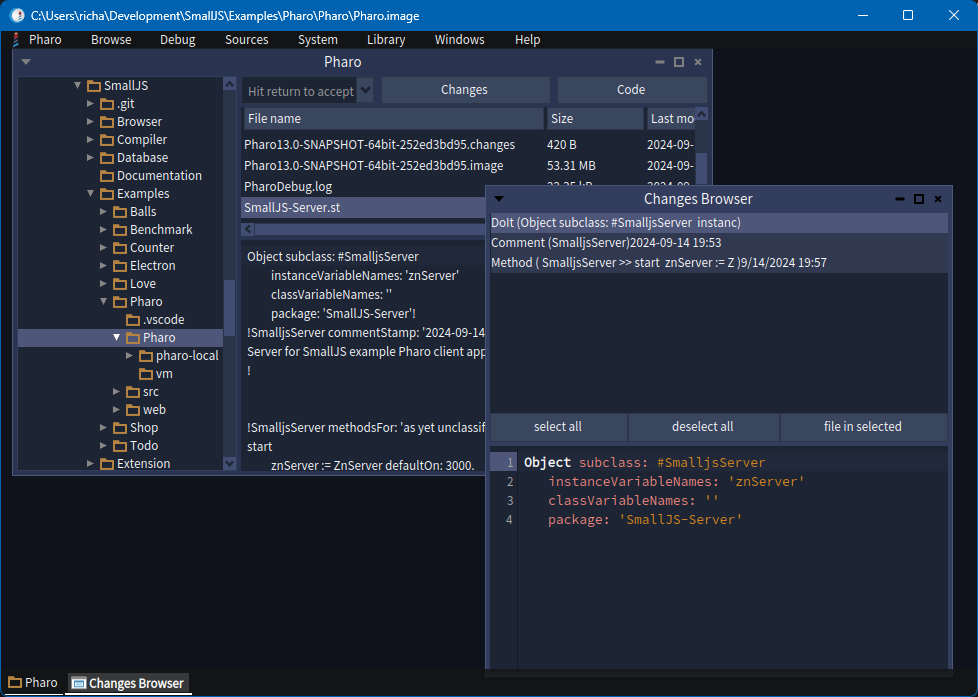 C:\Users\richa\Development\SmallJS\Examples\Pharo\Pharo\Pharo.image
Pharo Browse Debug Sources System Library Windows Help
Pharo
SmallJS
.git
Browser
Compiler
Database
Documentation
Examples
Balls
Benchmark
Counter
Electron
Love
Pharo
.vscode
Pharo
pharo-local
vm
src
web
Shop
Todo
Extension
Hit return to accept
Changes
Code
File name Size Last mo
Pharo13.0-SNAPSHOT-64bit-252ed3bd95.changes 420 B 2024-09-
Pharo13.0-SNAPSHOT-64bit-252ed3bd95.image 53.31 MB 2024-09-
PharoDebug.log
SmallJS-Server.st
Object subclass: #SmalljsServer
instanceVariableNames: 'znServer'
classVariableNames: ''
package: 'SmallJS-Server'!
!SmalljsServer commentStamp: '2024-09-14
Server for SmallJS example Pharo client app
!
!SmalljsServer methodsFor: 'as yet unclassif
start
znServer := ZnServer defaultOn: 3000.
Changes Browser
DoIt (Object subclass: #SmalljsServer instanc)
Comment (SmalljsServer)2024-09-14 19:53
Method ( SmalljsServer >> start znServer := Z )9/14/2024 19:57
select all
deselect all
file in selected
1 Object subclass: #SmalljsServer
2 instanceVariableNames: 'znServer'
3 classVariableNames: ''
4 package: 'SmallJS-Server'
Pharo
Changes Browser